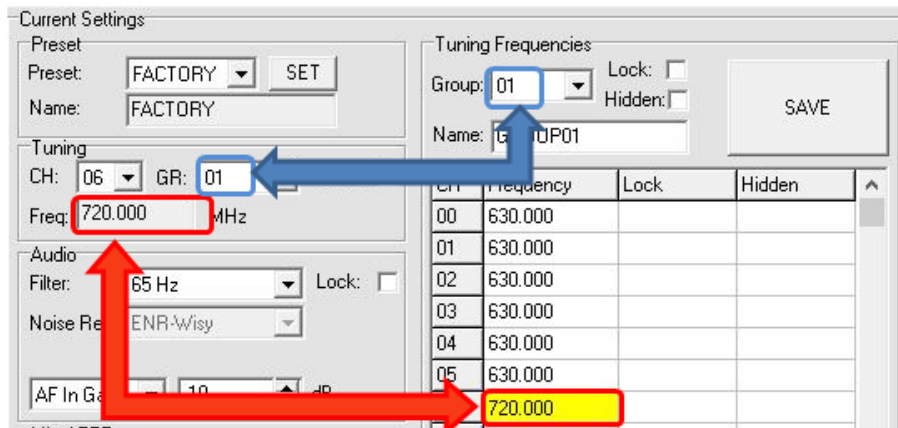 Current Settings
Preset
Preset: FACTORY SET
Name: FACTORY
Tuning
CH: 06 GR: 01
Freq: 720.000 MHz
Audio
Filter: 65 Hz Lock:
Noise ENR-Wisy
AF In 10 dB
Tuning Frequencies
Group: 01 Lock:
Hidden:
SAVE
Name:
CH Frequency Lock Hidden
00 630.000
01 630.000
02 630.000
03 630.000
04 630.000
05 630.000
720.000